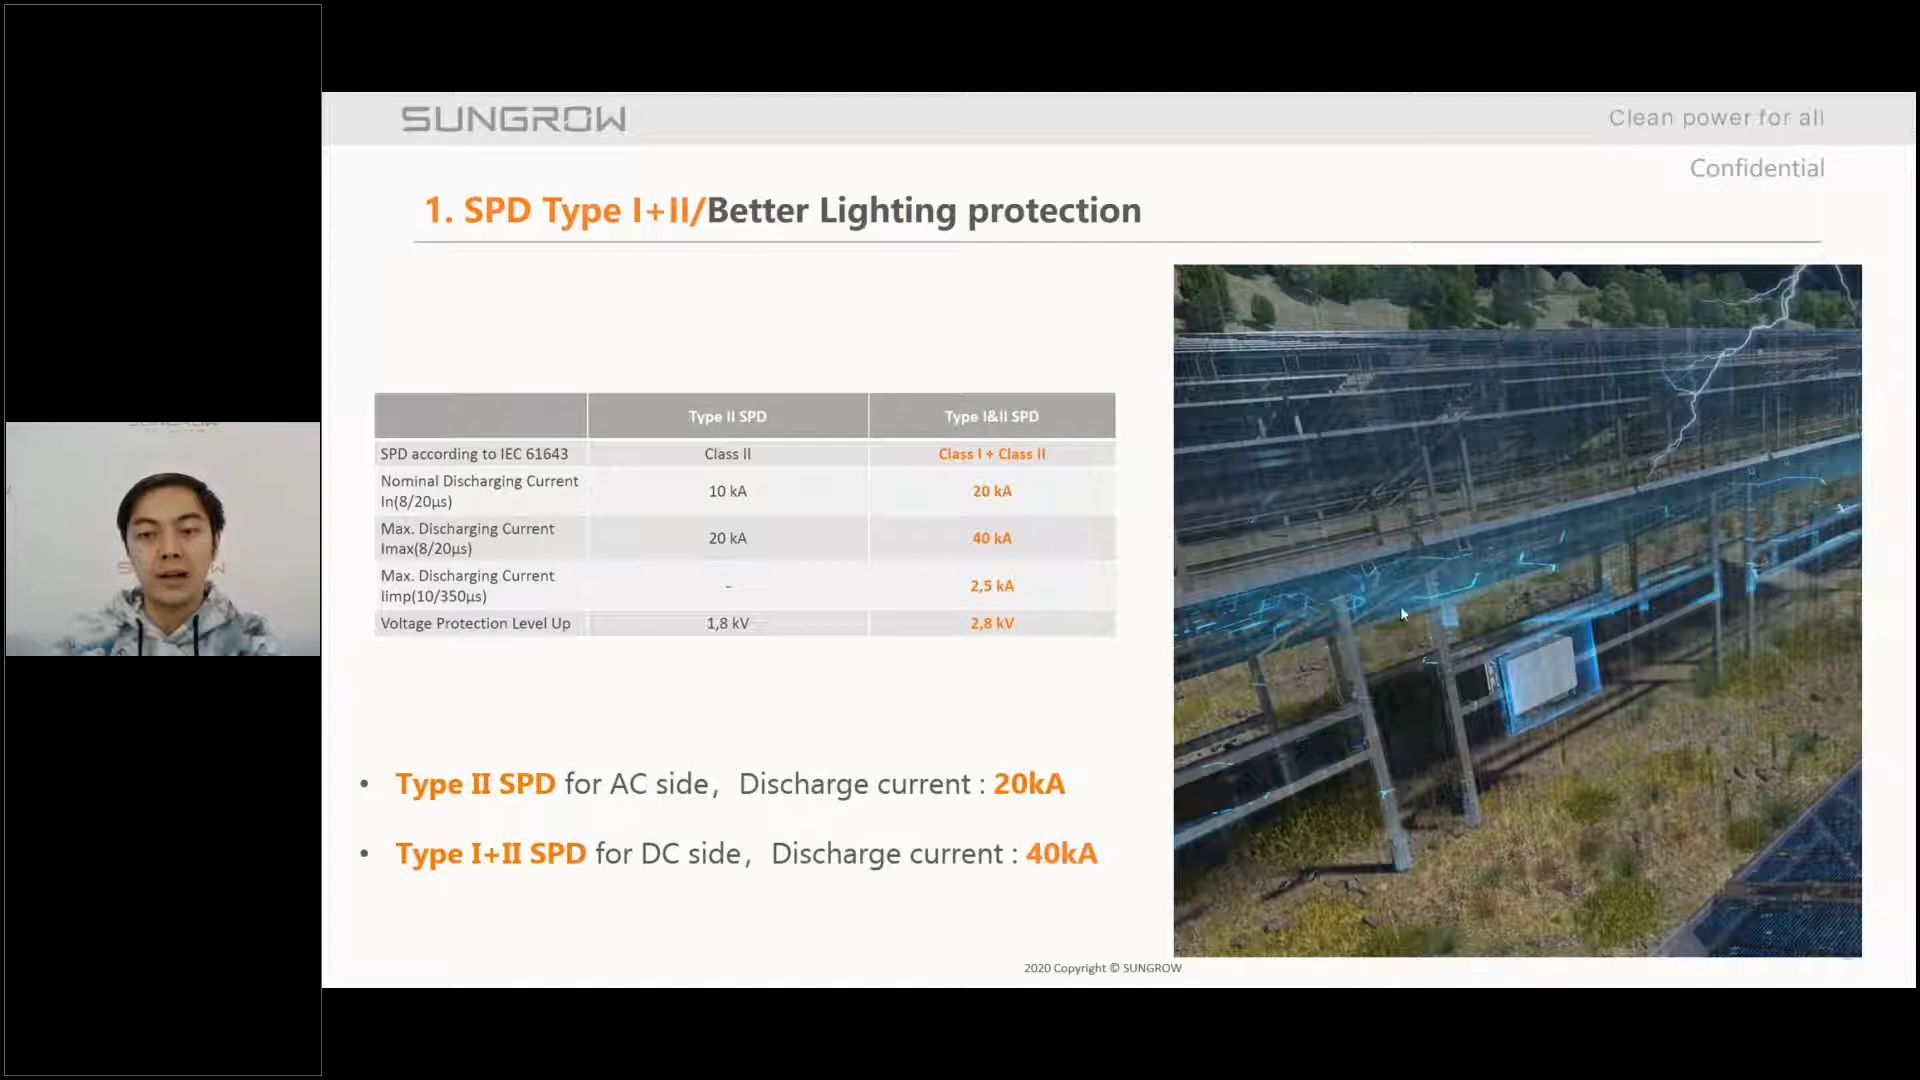 SUNGROW
Clean power for all
Confidential
1. SPD Type I+II/Better Lighting protection
Type II SPD Type I&II SPD
SPD according to IEC 61643 Class II Class I + Class II
Nominal Discharging Current
In(8/20μs) 10 kA 20 kA
Max. Discharging Current
Imax(8/20μs) 20 kA 40 kA
Max. Discharging Current
Iimp(10/350μs) - 2,5 kA
Voltage Protection Level Up 1,8 kV 2,8 kV
• Type II SPD for AC side，Discharge current : 20kA
• Type I+II SPD for DC side，Discharge current : 40kA
2020 Copyright © SUNGROW